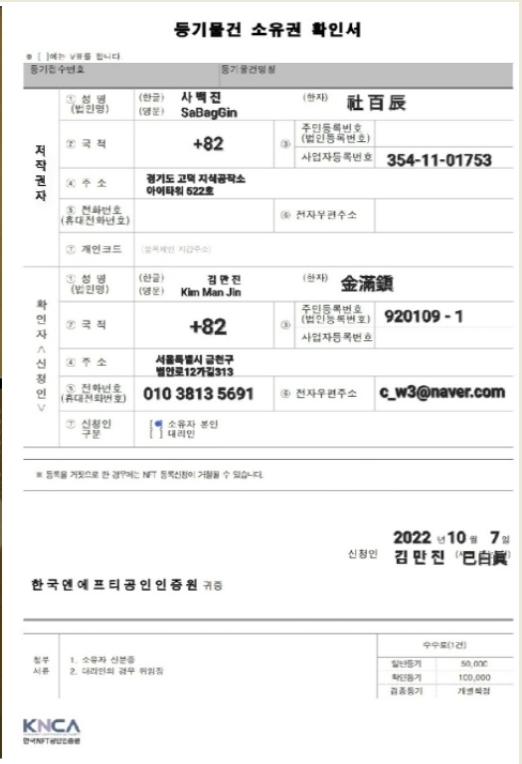 등기물건 소유권 확인서
※ [ ]에는 V표를 합니다.
등기접수번호 등기물건명칭
저작권자
① 성 명 (법인명) (한글) 사 백 진 (한자) 社 百 辰
(영문) SaBagGin
② 국 적 +82 ③ 주민등록번호 (법인등록번호)
사업자등록번호 354-11-01753
④ 주 소 경기도 고덕 지식공작소
아이타워 522호
⑤ 전화번호 (휴대전화번호) ⑥ 전자우편주소
⑦ 개인코드
확인자<신청인>
① 성 명 (법인명) (한글) 김 만 진 (한자) 金滿鎭
(영문) Kim Man Jin
② 국 적 +82 ③ 주민등록번호 (법인등록번호) 920109 - 1
사업자등록번호
④ 주 소 서울특별시 금천구
범안로12가길313
⑤ 전화번호 (휴대전화번호) 010 3813 5691 ⑥ 전자우편주소 c_w3@naver.com
⑦ 신청인 구분 [ ] 소유자 본인
[ ] 대리인
※ 등록을 거짓으로 한 경우에는 NFT 등록신청이 거절될 수 있습니다.
2022 년 10 월 7 일
신청인 김 만 진 巳白眞
한국엔에프티공인인증원 귀중
첨부서류 1. 소유자 신분증
2. 대리인의 경우 위임장
수수료(1건)
일반등기 50,000
확인등기 100,000
검증등기 개별책정
KNCA
한국NFT공인인증원